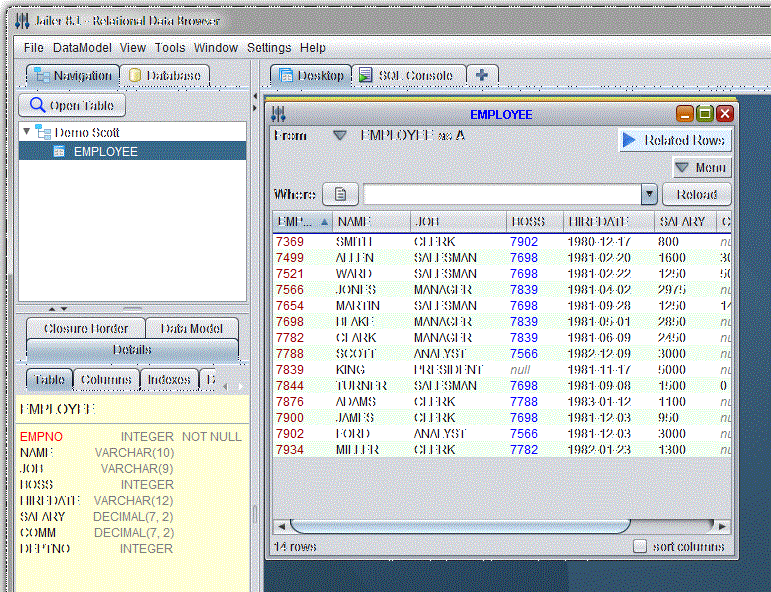 Jailer 8.1 - Relational Data Browser
File DataModel View Tools Window Settings Help
Navigation Database
Desktop SQL Console
Open Table
Demo Scott
EMPLOYEE
Closure Border Data Model
Details
Table Columns Indexes
EMPLOYEE
EMPNO INTEGER NOT NULL
NAME VARCHAR(10)
JOB VARCHAR(9)
BOSS INTEGER
HIREDATE VARCHAR(12)
SALARY DECIMAL(7, 2)
COMM DECIMAL(7, 2)
DEPTNO INTEGER
EMPLOYEE
From EMPLOYEE as A
Related Rows
Menu
Where Reload
EMP... NAME JOB BOSS HIREDATE SALARY C
7369 SMITH CLERK 7902 1980-12-17 800 nu
7499 ALLEN SALESMAN 7698 1981-02-20 1600 30
7521 WARD SALESMAN 7698 1981-02-22 1250 50
7566 JONES MANAGER 7839 1981-04-02 2975 nu
7654 MARTIN SALESMAN 7698 1981-09-28 1250 14
7698 BLAKE MANAGER 7839 1981-05-01 2850 nu
7782 CLARK MANAGER 7839 1981-06-09 2450 nu
7788 SCOTT ANALYST 7566 1982-12-09 3000 nu
7839 KING PRESIDENT null 1981-11-17 5000 nu
7844 TURNER SALESMAN 7698 1981-09-08 1500 0
7876 ADAMS CLERK 7788 1983-01-12 1100 nu
7900 JAMES CLERK 7698 1981-12-03 950 nu
7902 FORD ANALYST 7566 1981-12-03 3000 nu
7934 MILLER CLERK 7782 1982-01-23 1300 nu
14 rows sort columns